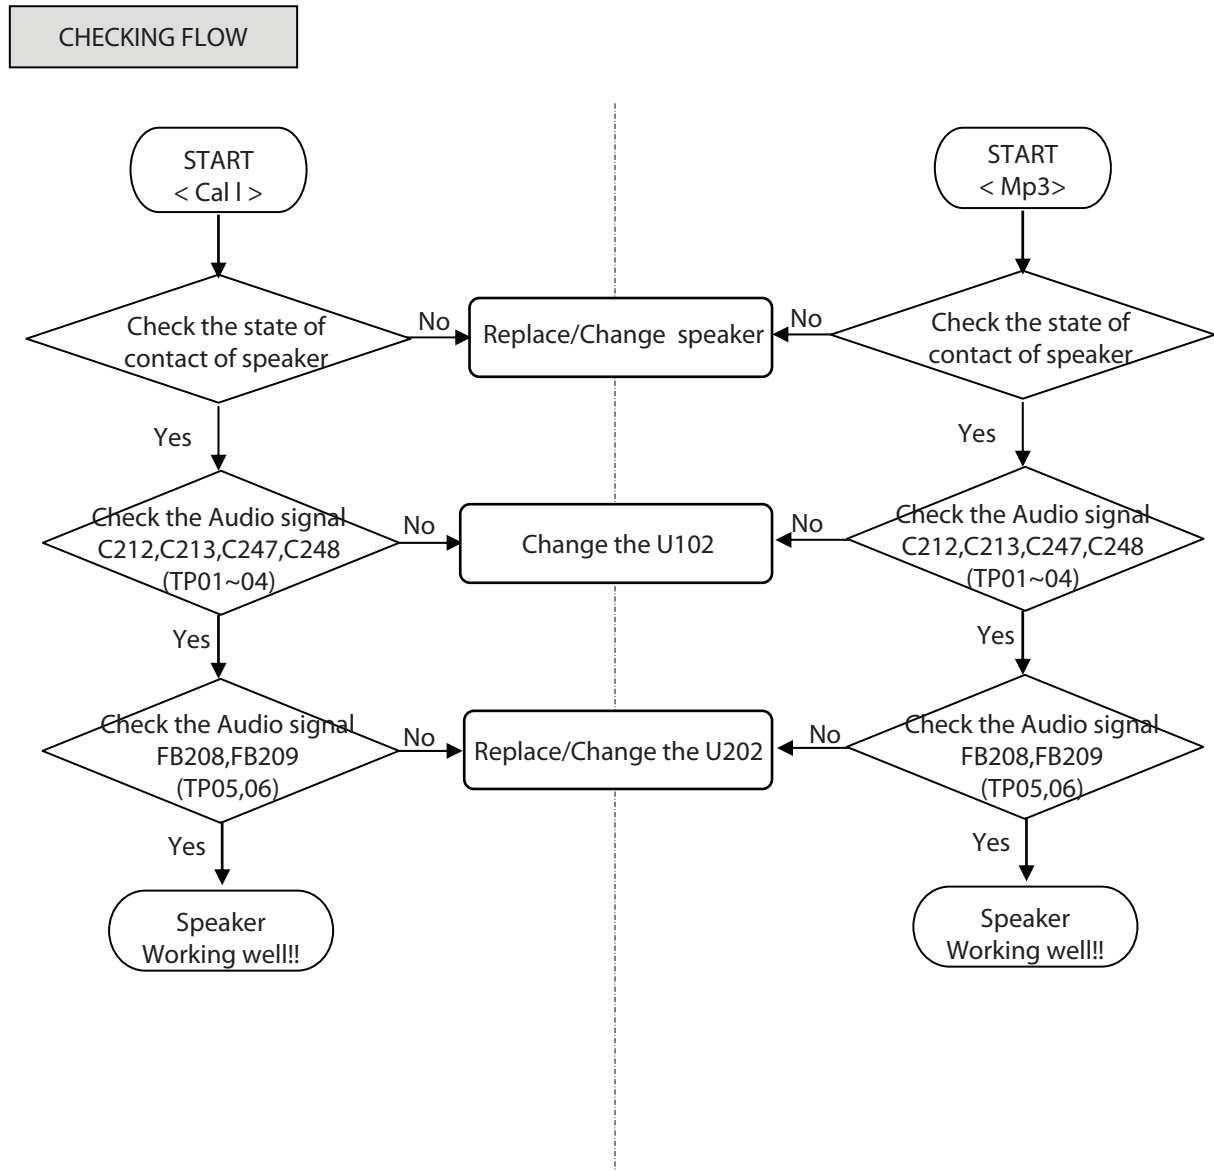 CHECKING FLOW
START
< Cal l >
Check the state of
contact of speaker
No
Yes
Check the Audio signal
C212,C213,C247,C248
(TP01~04)
No
Yes
Check the Audio signal
FB208,FB209
(TP05,06)
No
Yes
Speaker
Working well!!
Replace/Change speaker
Change the U102
Replace/Change the U202
START
< Mp3>
Check the state of
contact of speaker
No
Yes
Check the Audio signal
C212,C213,C247,C248
(TP01~04)
No
Yes
Check the Audio signal
FB208,FB209
(TP05,06)
No
Yes
Speaker
Working well!!